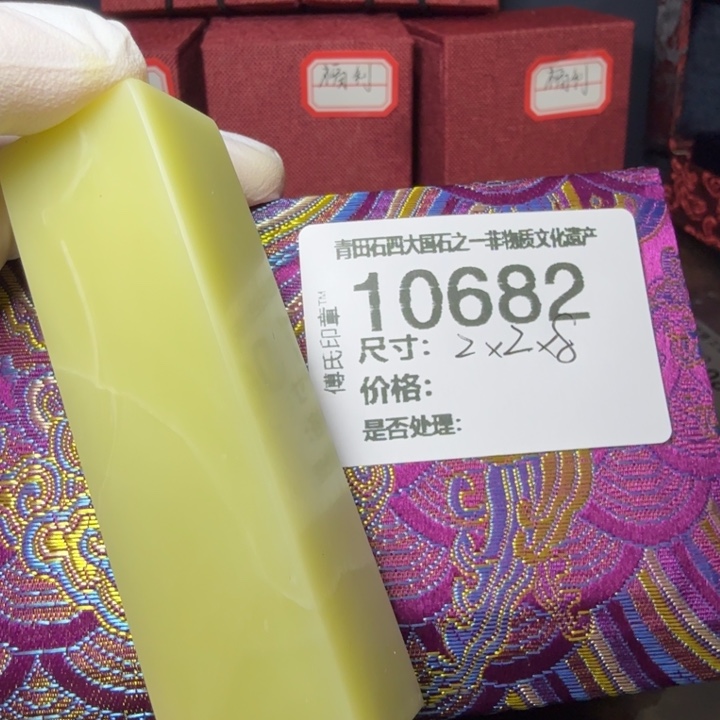 青田石四大国石之一非物质文化遗产
10682
傅氏印章™
尺寸：2×2×8
价格：
是否处理：